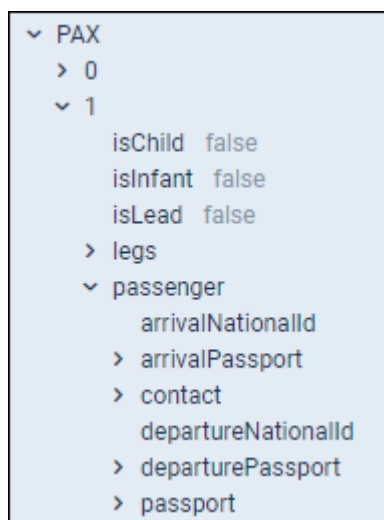 PAX
0
1
isChild false
isInfant false
isLead false
legs
passenger
arrivalNationalId
arrivalPassport
contact
departureNationalId
departurePassport
passport